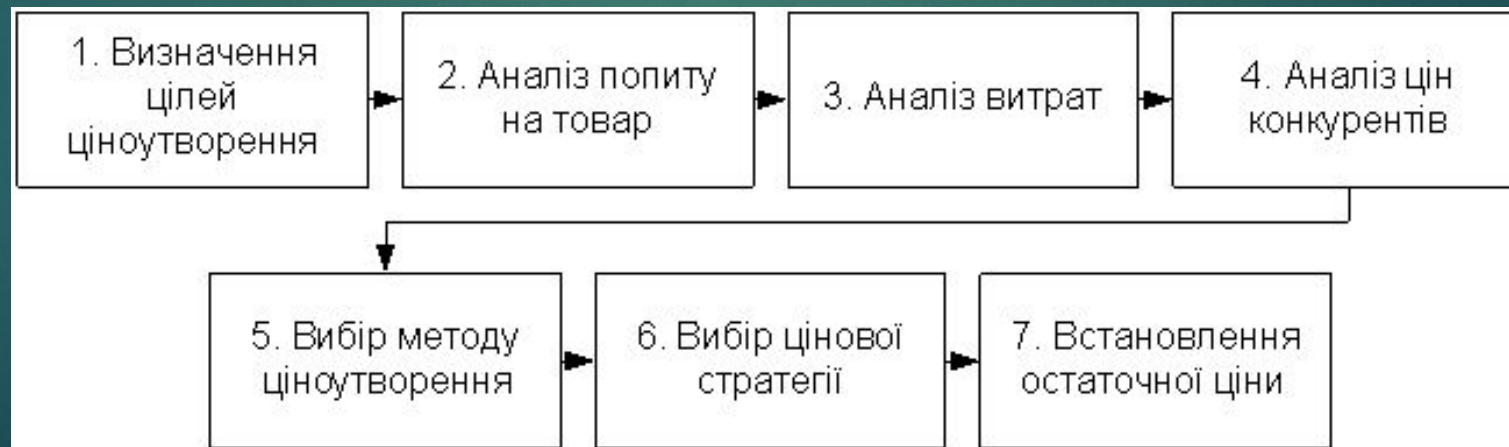 1. Визначення
цілей
ціноутворення
2. Аналіз попиту
на товар
3. Аналіз витрат
4. Аналіз цін
конкурентів
5. Вибір методу
ціноутворення
6. Вибір цінової
стратегії
7. Встановлення
остаточної ціни